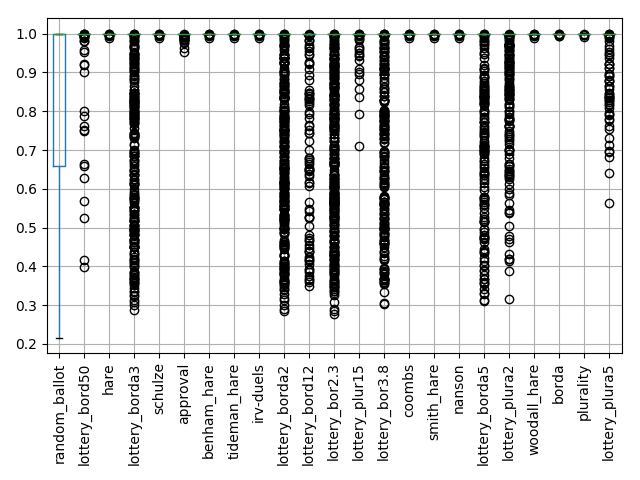 1.0
0.9
0.8
0.7
0.6
0.5
0.4
0.3
0.2
random_ballot
lottery_bord50
hare
lottery_borda3
schulze
approval
benham_hare
tideman_hare
irv-duels
lottery_borda2
lottery_bord12
lottery_bor2.3
lottery_plur15
lottery_bor3.8
coombs
smith_hare
nanson
lottery_borda5
lottery_plura2
woodall_hare
borda
plurality
lottery_plura5